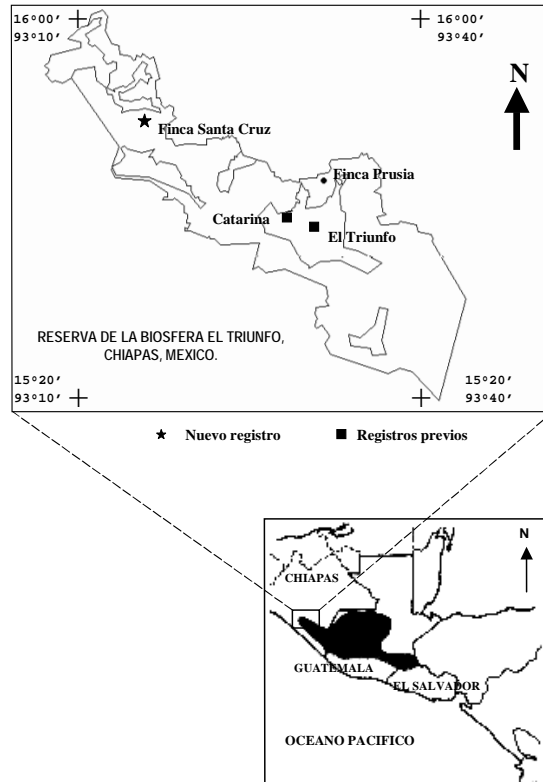 16°00’
93°10’
16°00’
93°40’
N
Finca Santa Cruz
Finca Prusia
Catarina
El Triunfo
RESERVA DE LA BIOSFERA EL TRIUNFO,
CHIAPAS, MEXICO.
15°20’
93°10’
15°20’
93°40’
Nuevo registro
Registros previos
N
CHIAPAS
GUATEMALA
EL SALVADOR
OCEANO PACIFICO